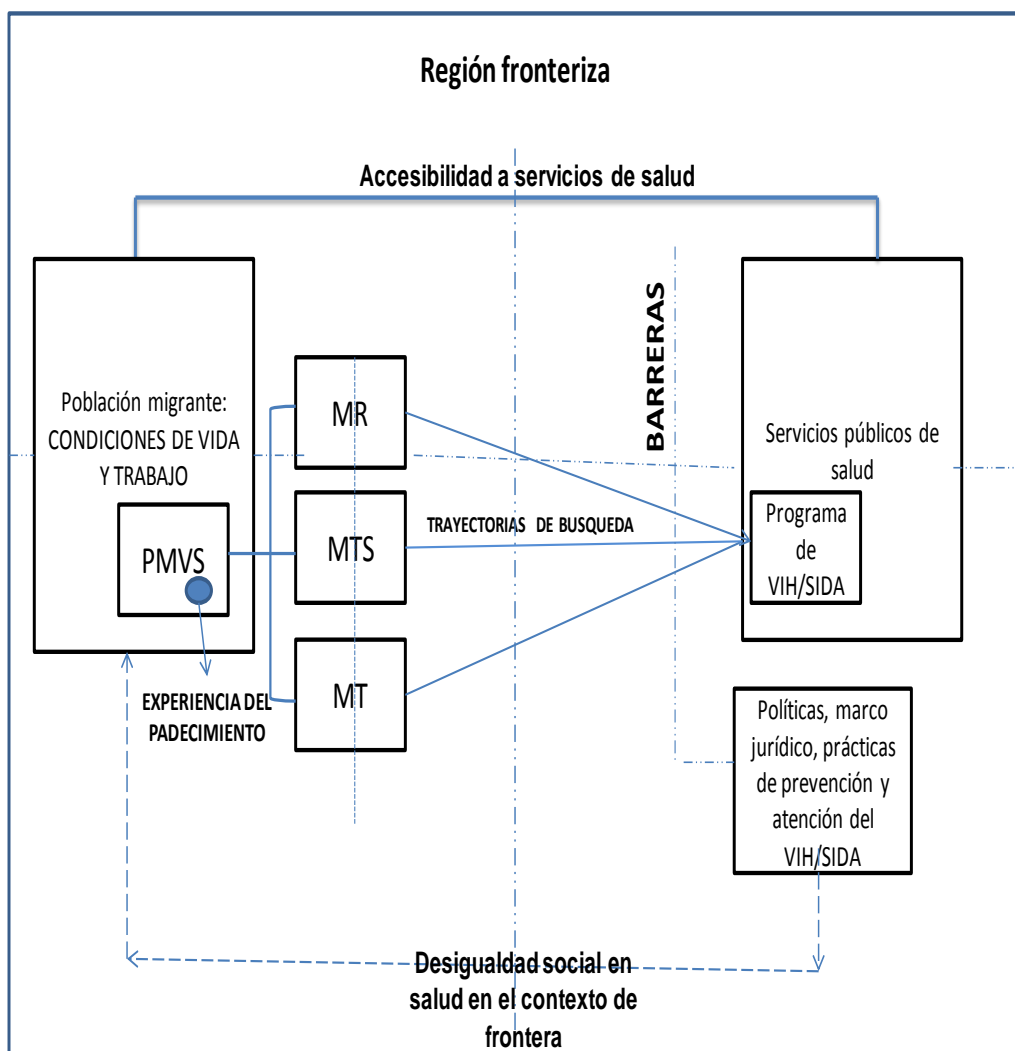 Región fronteriza
Accesibilidad a servicios de salud
Población migrante:
CONDICIONES DE VIDA
Y TRABAJO
PMVS
EXPERIENCIA DEL
PADECIMIENTO
MR
MTS
MT
TRAYECTORIAS DE BUSQUEDA
BARRERAS
Servicios públicos de
salud
Programa
de
VIH/SIDA
Políticas, marco
jurídico, prácticas
de prevención y
atención del
VIH/SIDA
Desigualdad social en
salud en el contexto de
frontera